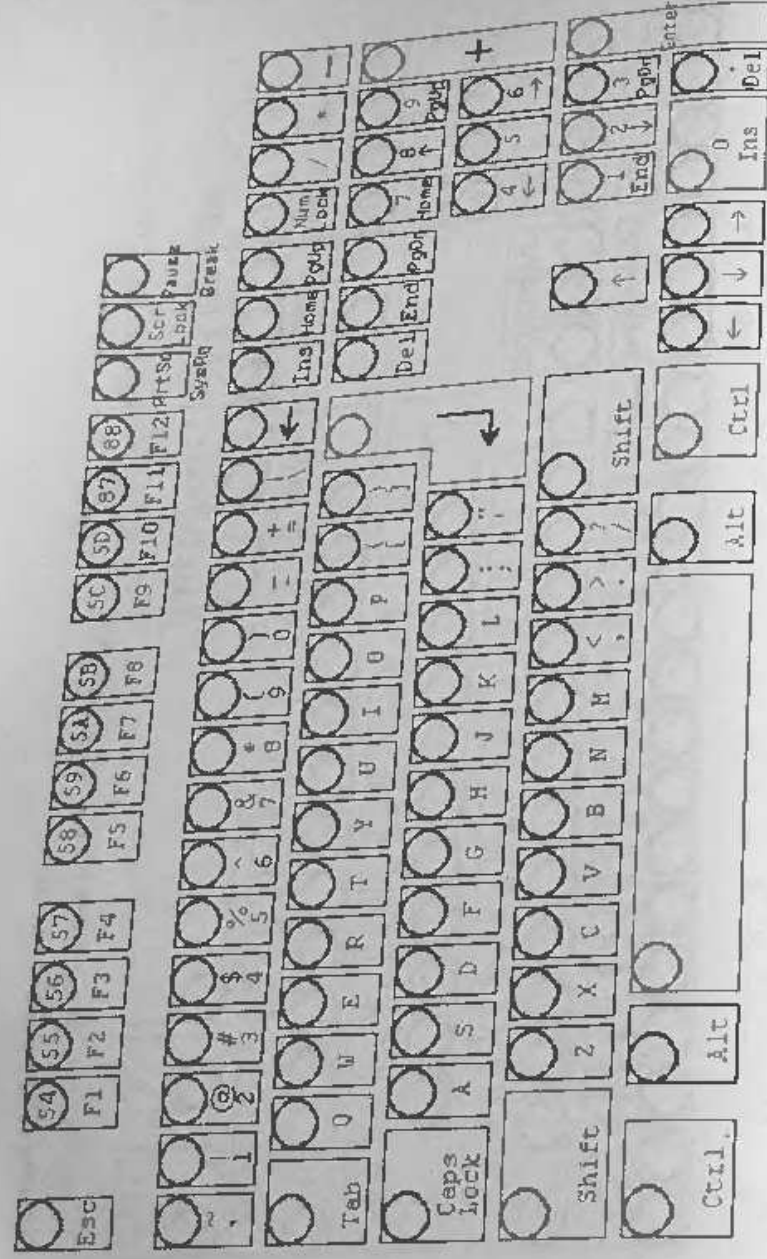 54 55 56 57 58 59 5A 5B 5C 5D 87 88
Esc F1 F2 F3 F4 F5 F6 F7 F8 F9 F10 F11 F12 PrtSc Scr Lock Pauze
SysRq Break
~ ! @ # $ % ^ & * ( ) - + | ← Ins Home PgUp Num Lock / * -
` 1 2 3 4 5 6 7 8 9 0 = \
Tab Q W E R T Y U I O P { } Del End PgDn 7 8 9 +
[ ] Home ↑ PgUp
Caps Lock A S D F G H J K L : " ↵ 4 5 6
; ' ← →
Shift Z X C V B N M < > ? Shift ↑ 1 2 3 Enter
, . / End ↓ PgDn
Ctrl Alt Alt Ctrl ← ↓ → 0 .
Ins Del